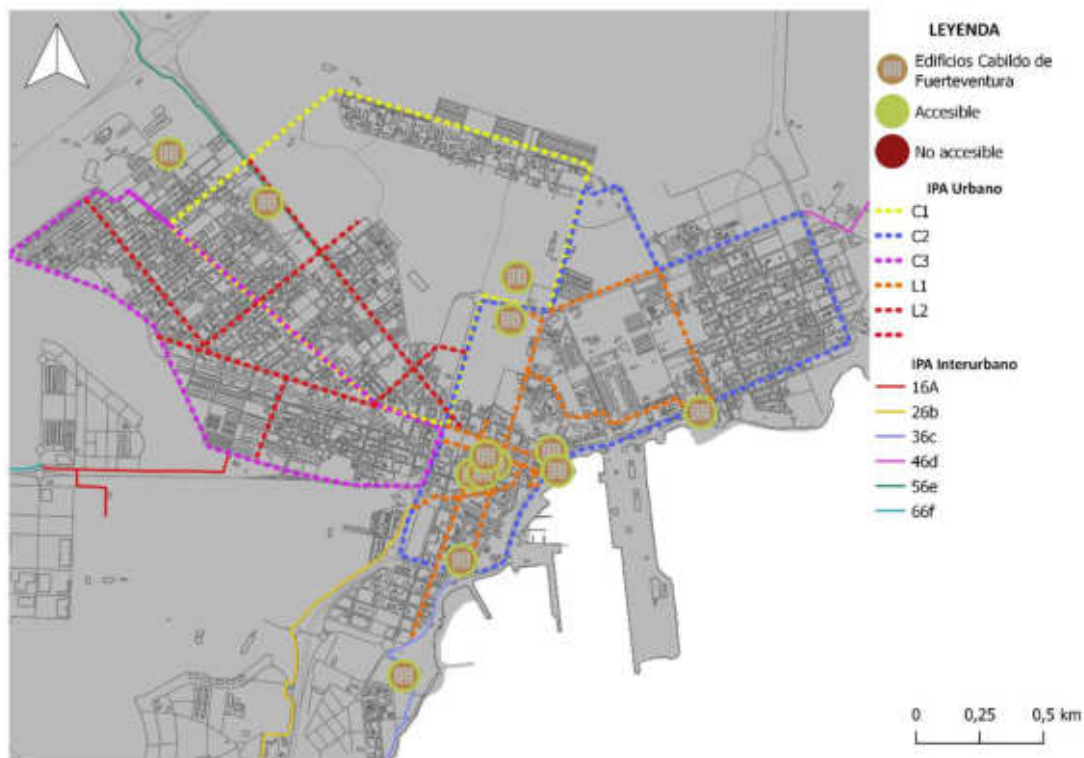 LEYENDA
Edificios Cabildo de
Fuerteventura
Accesible
No accesible
IPA Urbano
C1
C2
C3
L1
L2
IPA Interurbano
16A
26b
36c
46d
56e
66f
0 0,25 0,5 km